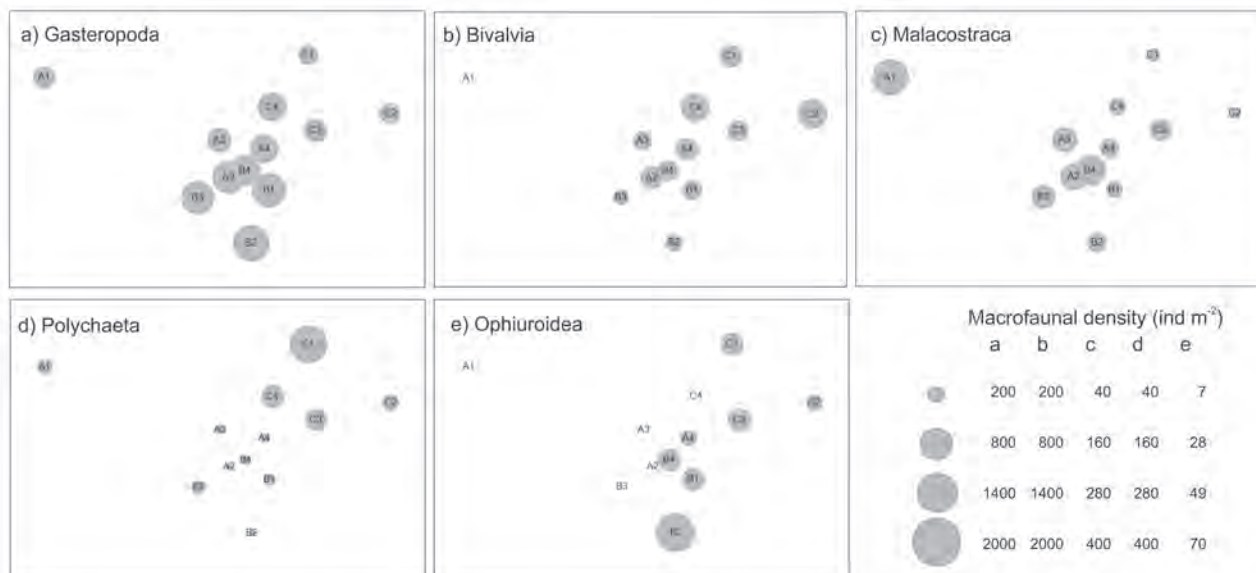 a) Gasteropoda
C1
A1
C4
C2
C3
A3
A4
B4
A2
B1
B3
B2
b) Bivalvia
C1
A1
C4
C2
C3
A3
A4
B4
A2
B1
B3
B2
c) Malacostraca
C1
A1
C4
C2
C3
A3
A4
B4
A2
B1
B3
B2
d) Polychaeta
C1
A1
C4
C2
C3
A3
A4
B4
A2
B1
B3
B2
e) Ophiuroidea
C1
A1
C4
C2
C3
A3
A4
B4
A2
B1
B3
B2
Macrofaunal density (ind m⁻²)
a b c d e
200 200 40 40 7
800 800 160 160 28
1400 1400 280 280 49
2000 2000 400 400 70